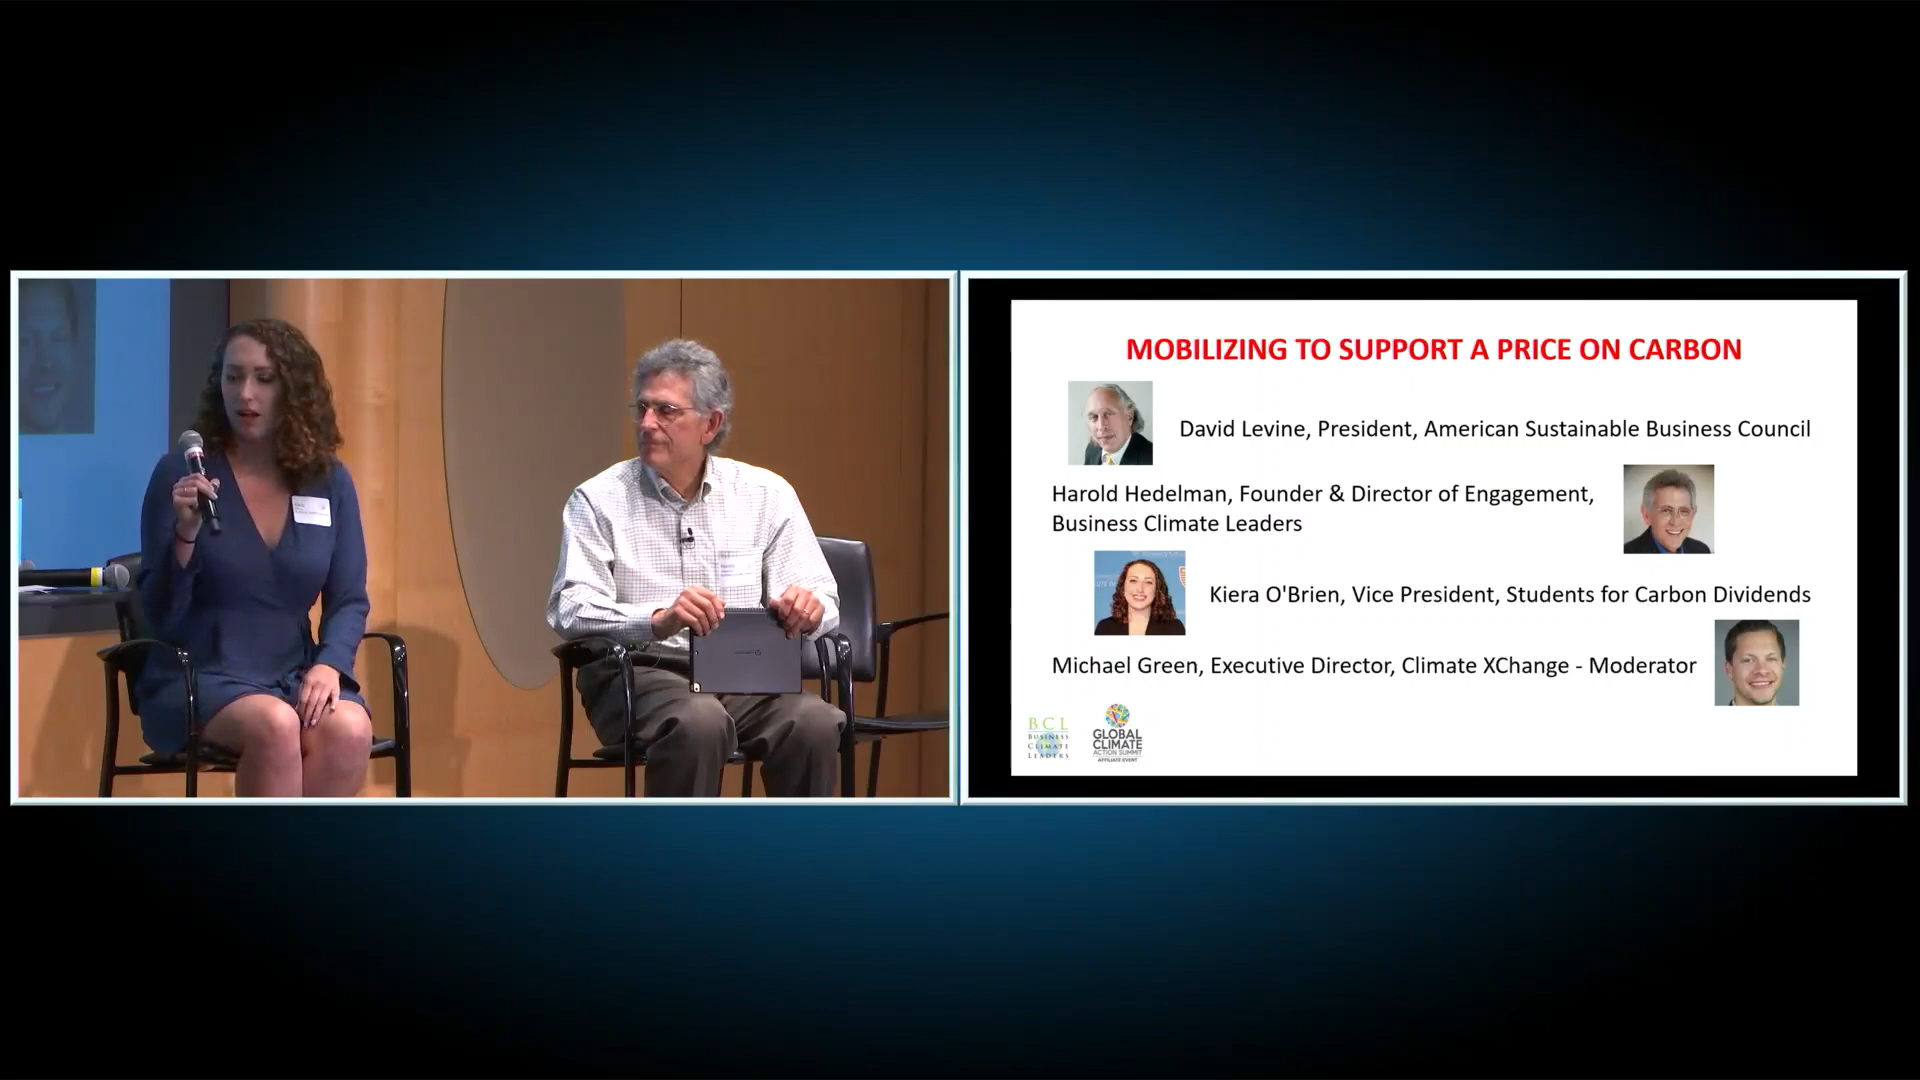 MOBILIZING TO SUPPORT A PRICE ON CARBON
David Levine, President, American Sustainable Business Council
Harold Hedelman, Founder & Director of Engagement,
Business Climate Leaders
Kiera O'Brien, Vice President, Students for Carbon Dividends
Michael Green, Executive Director, Climate XChange - Moderator
BCL
BUSINESS
CLIMATE
LEADERS
GLOBAL
CLIMATE
ACTION SUMMIT
AFFILIATE EVENT